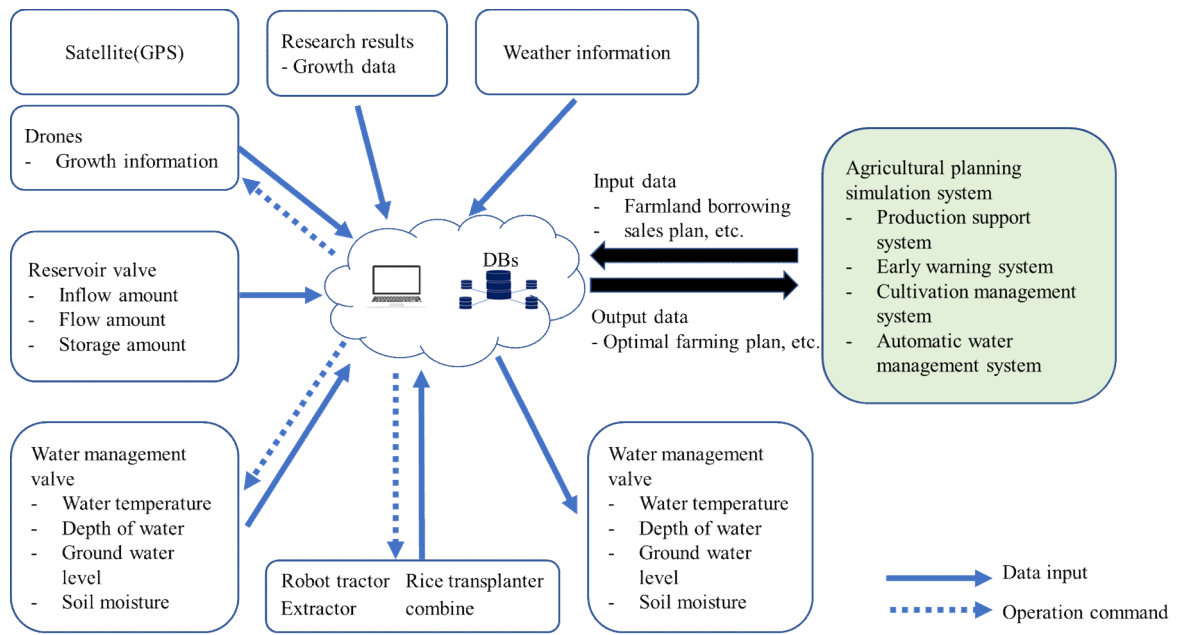 Satellite(GPS)
Research results
- Growth data
Weather information
Drones
- Growth information
Reservoir valve
- Inflow amount
- Flow amount
- Storage amount
Water management
valve
- Water temperature
- Depth of water
- Ground water
level
- Soil moisture
DBs
Input data
- Farmland borrowing
- sales plan, etc.
Output data
- Optimal farming plan, etc.
Agricultural planning
simulation system
- Production support
system
- Early warning system
- Cultivation management
system
- Automatic water
management system
Robot tractor Rice transplanter
Extractor combine
Water management
valve
- Water temperature
- Depth of water
- Ground water
level
- Soil moisture
Data input
Operation command